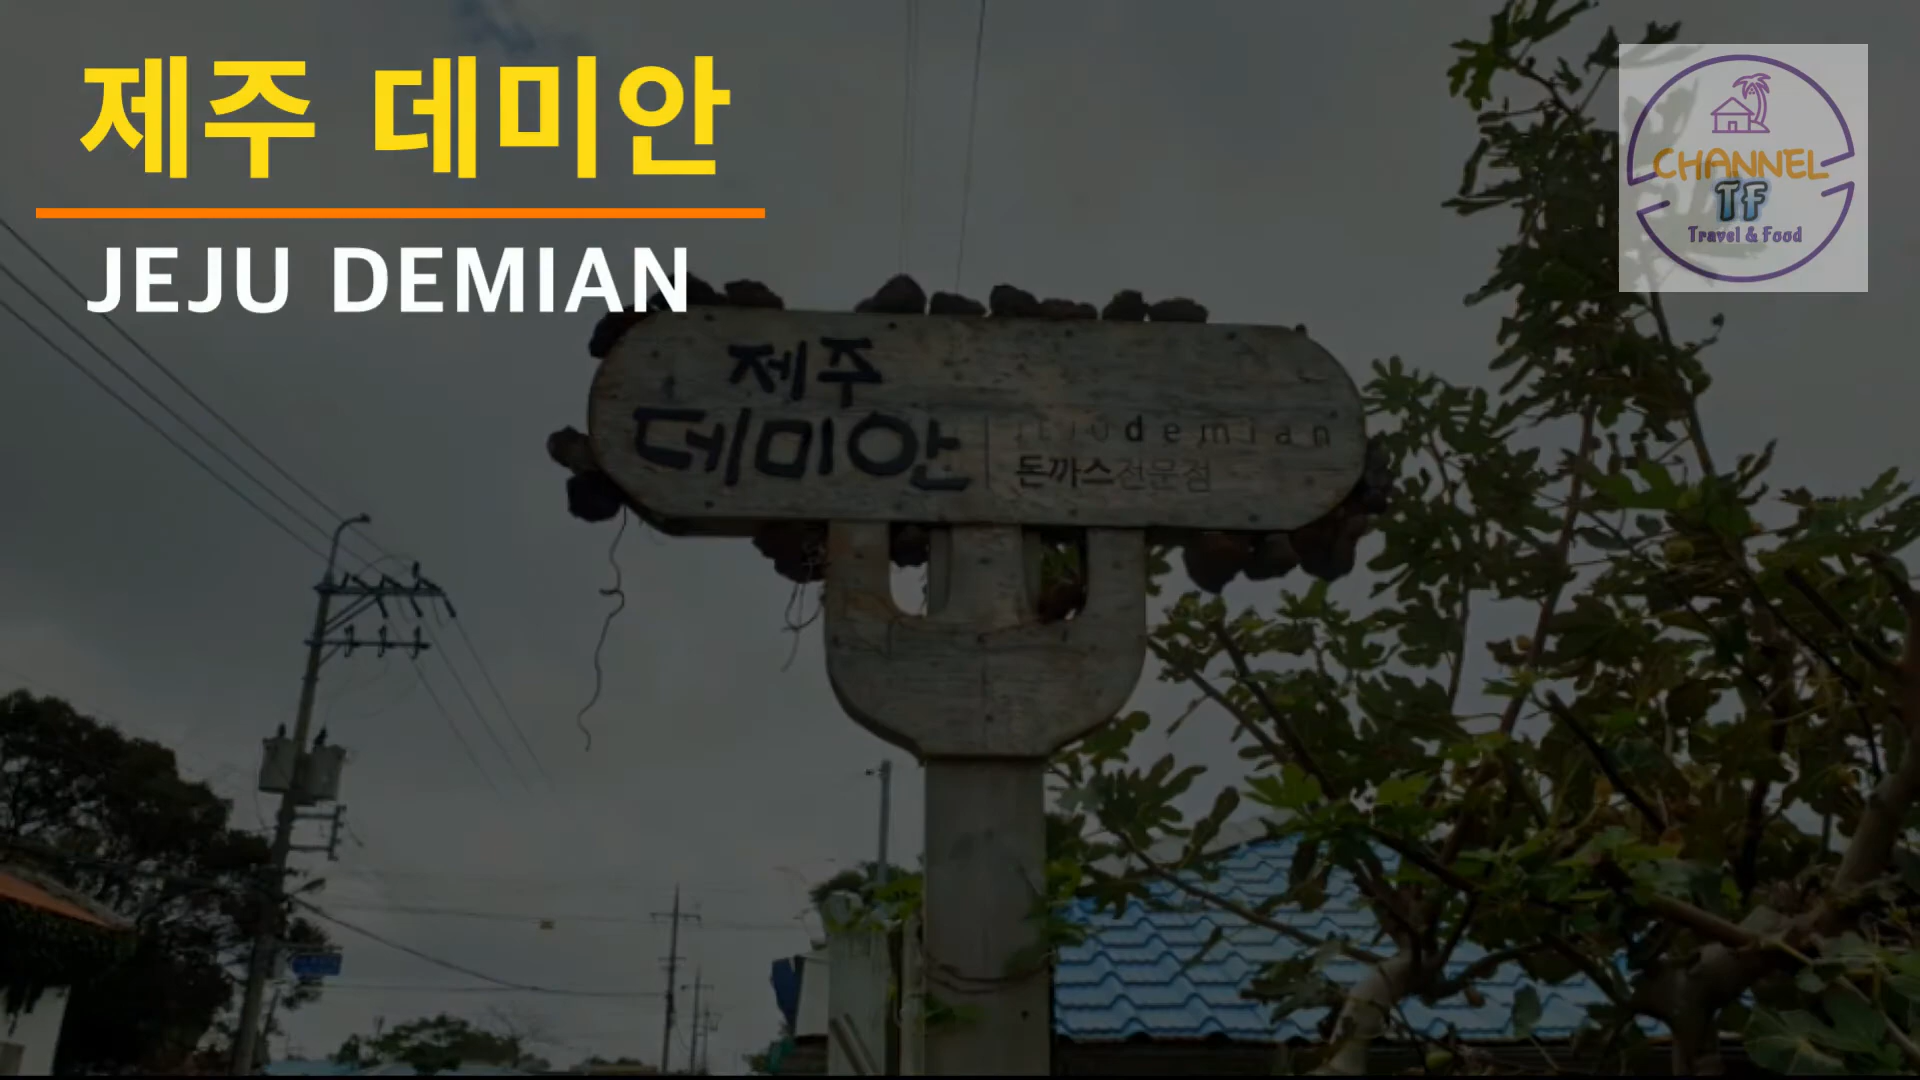 제주 데미안
JEJU DEMIAN
CHANNEL
TF
Travel & Food
제주
데미안
jejudemian
돈까스전문점